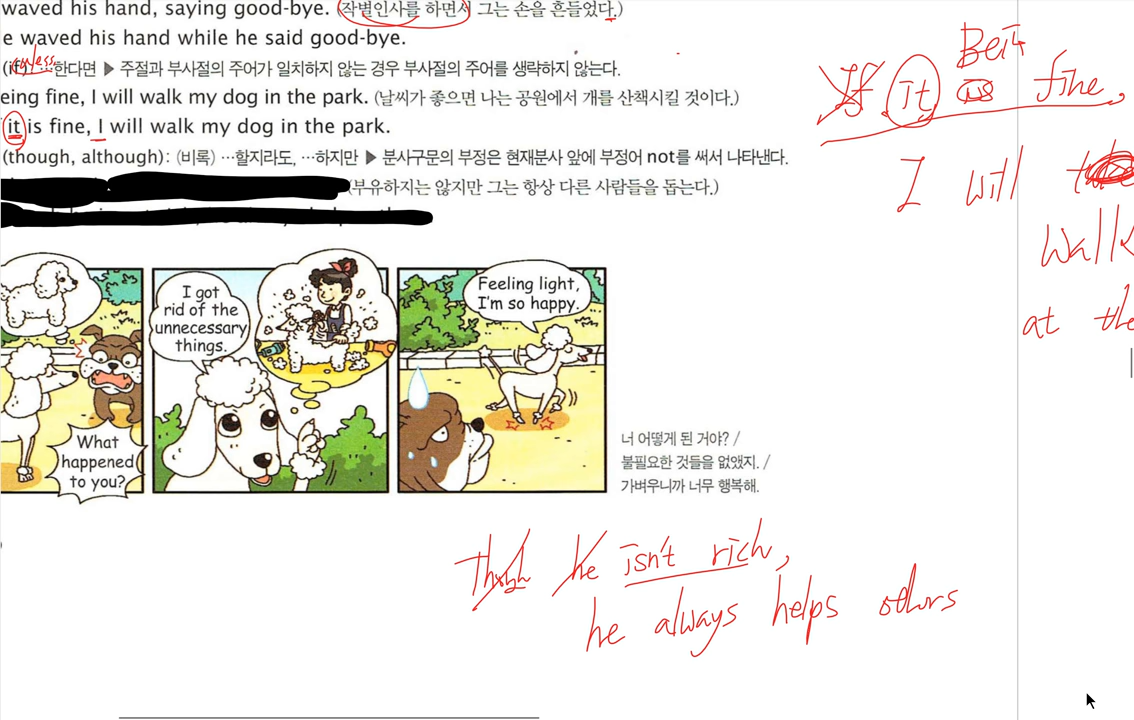 waved his hand, saying good-bye. (작별인사를 하면서 그는 손을 흔들었다.)
e waved his hand while he said good-bye.
(if) unless …한다면 ▶ 주절과 부사절의 주어가 일치하지 않는 경우 부사절의 주어를 생략하지 않는다.
eing fine, I will walk my dog in the park. (날씨가 좋으면 나는 공원에서 개를 산책시킬 것이다.)
it is fine, I will walk my dog in the park.
(though, although): (비록) …할지라도, …하지만 ▶ 분사구문의 부정은 현재분사 앞에 부정어 not를 써서 나타낸다.
(부유하지는 않지만 그는 항상 다른 사람들을 돕는다.)
If it is fine,
I will
walk
at the
What
happened
to you?
I got
rid of the
unnecessary
things.
Feeling light,
I'm so happy.
너 어떻게 된 거야? /
불필요한 것들을 없앴지. /
가벼우니까 너무 행복해.
though he isn't rich,
he always helps others